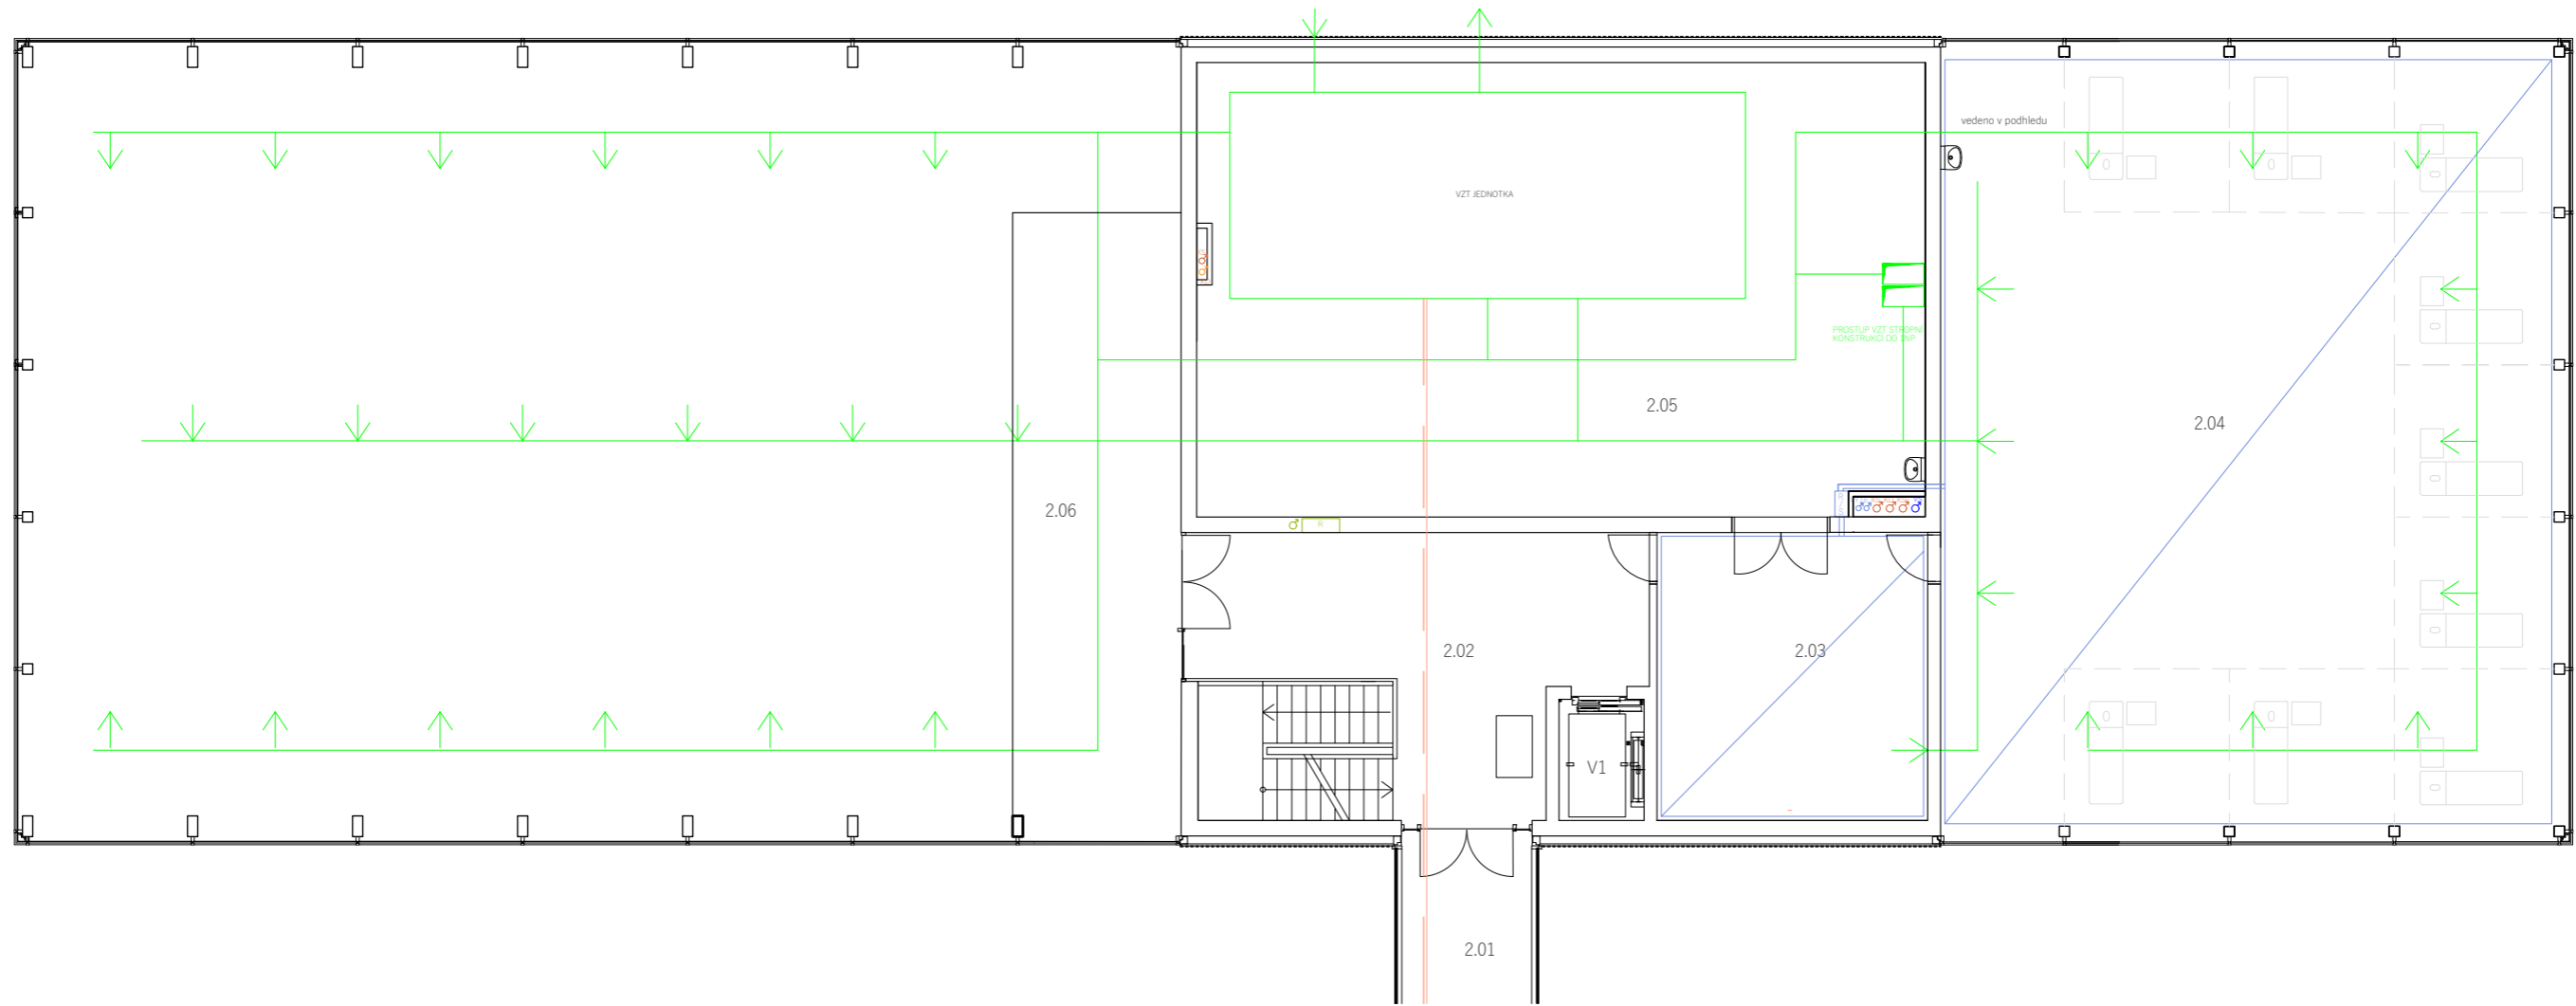 vedeno v podhledu
VZT JEDNOTKA
PROSTUP VZT STROPNÍ
KONSTRUKCÍ DO 1NP
2.05
2.04
2.06
R
2.02
2.03
V1
2.01